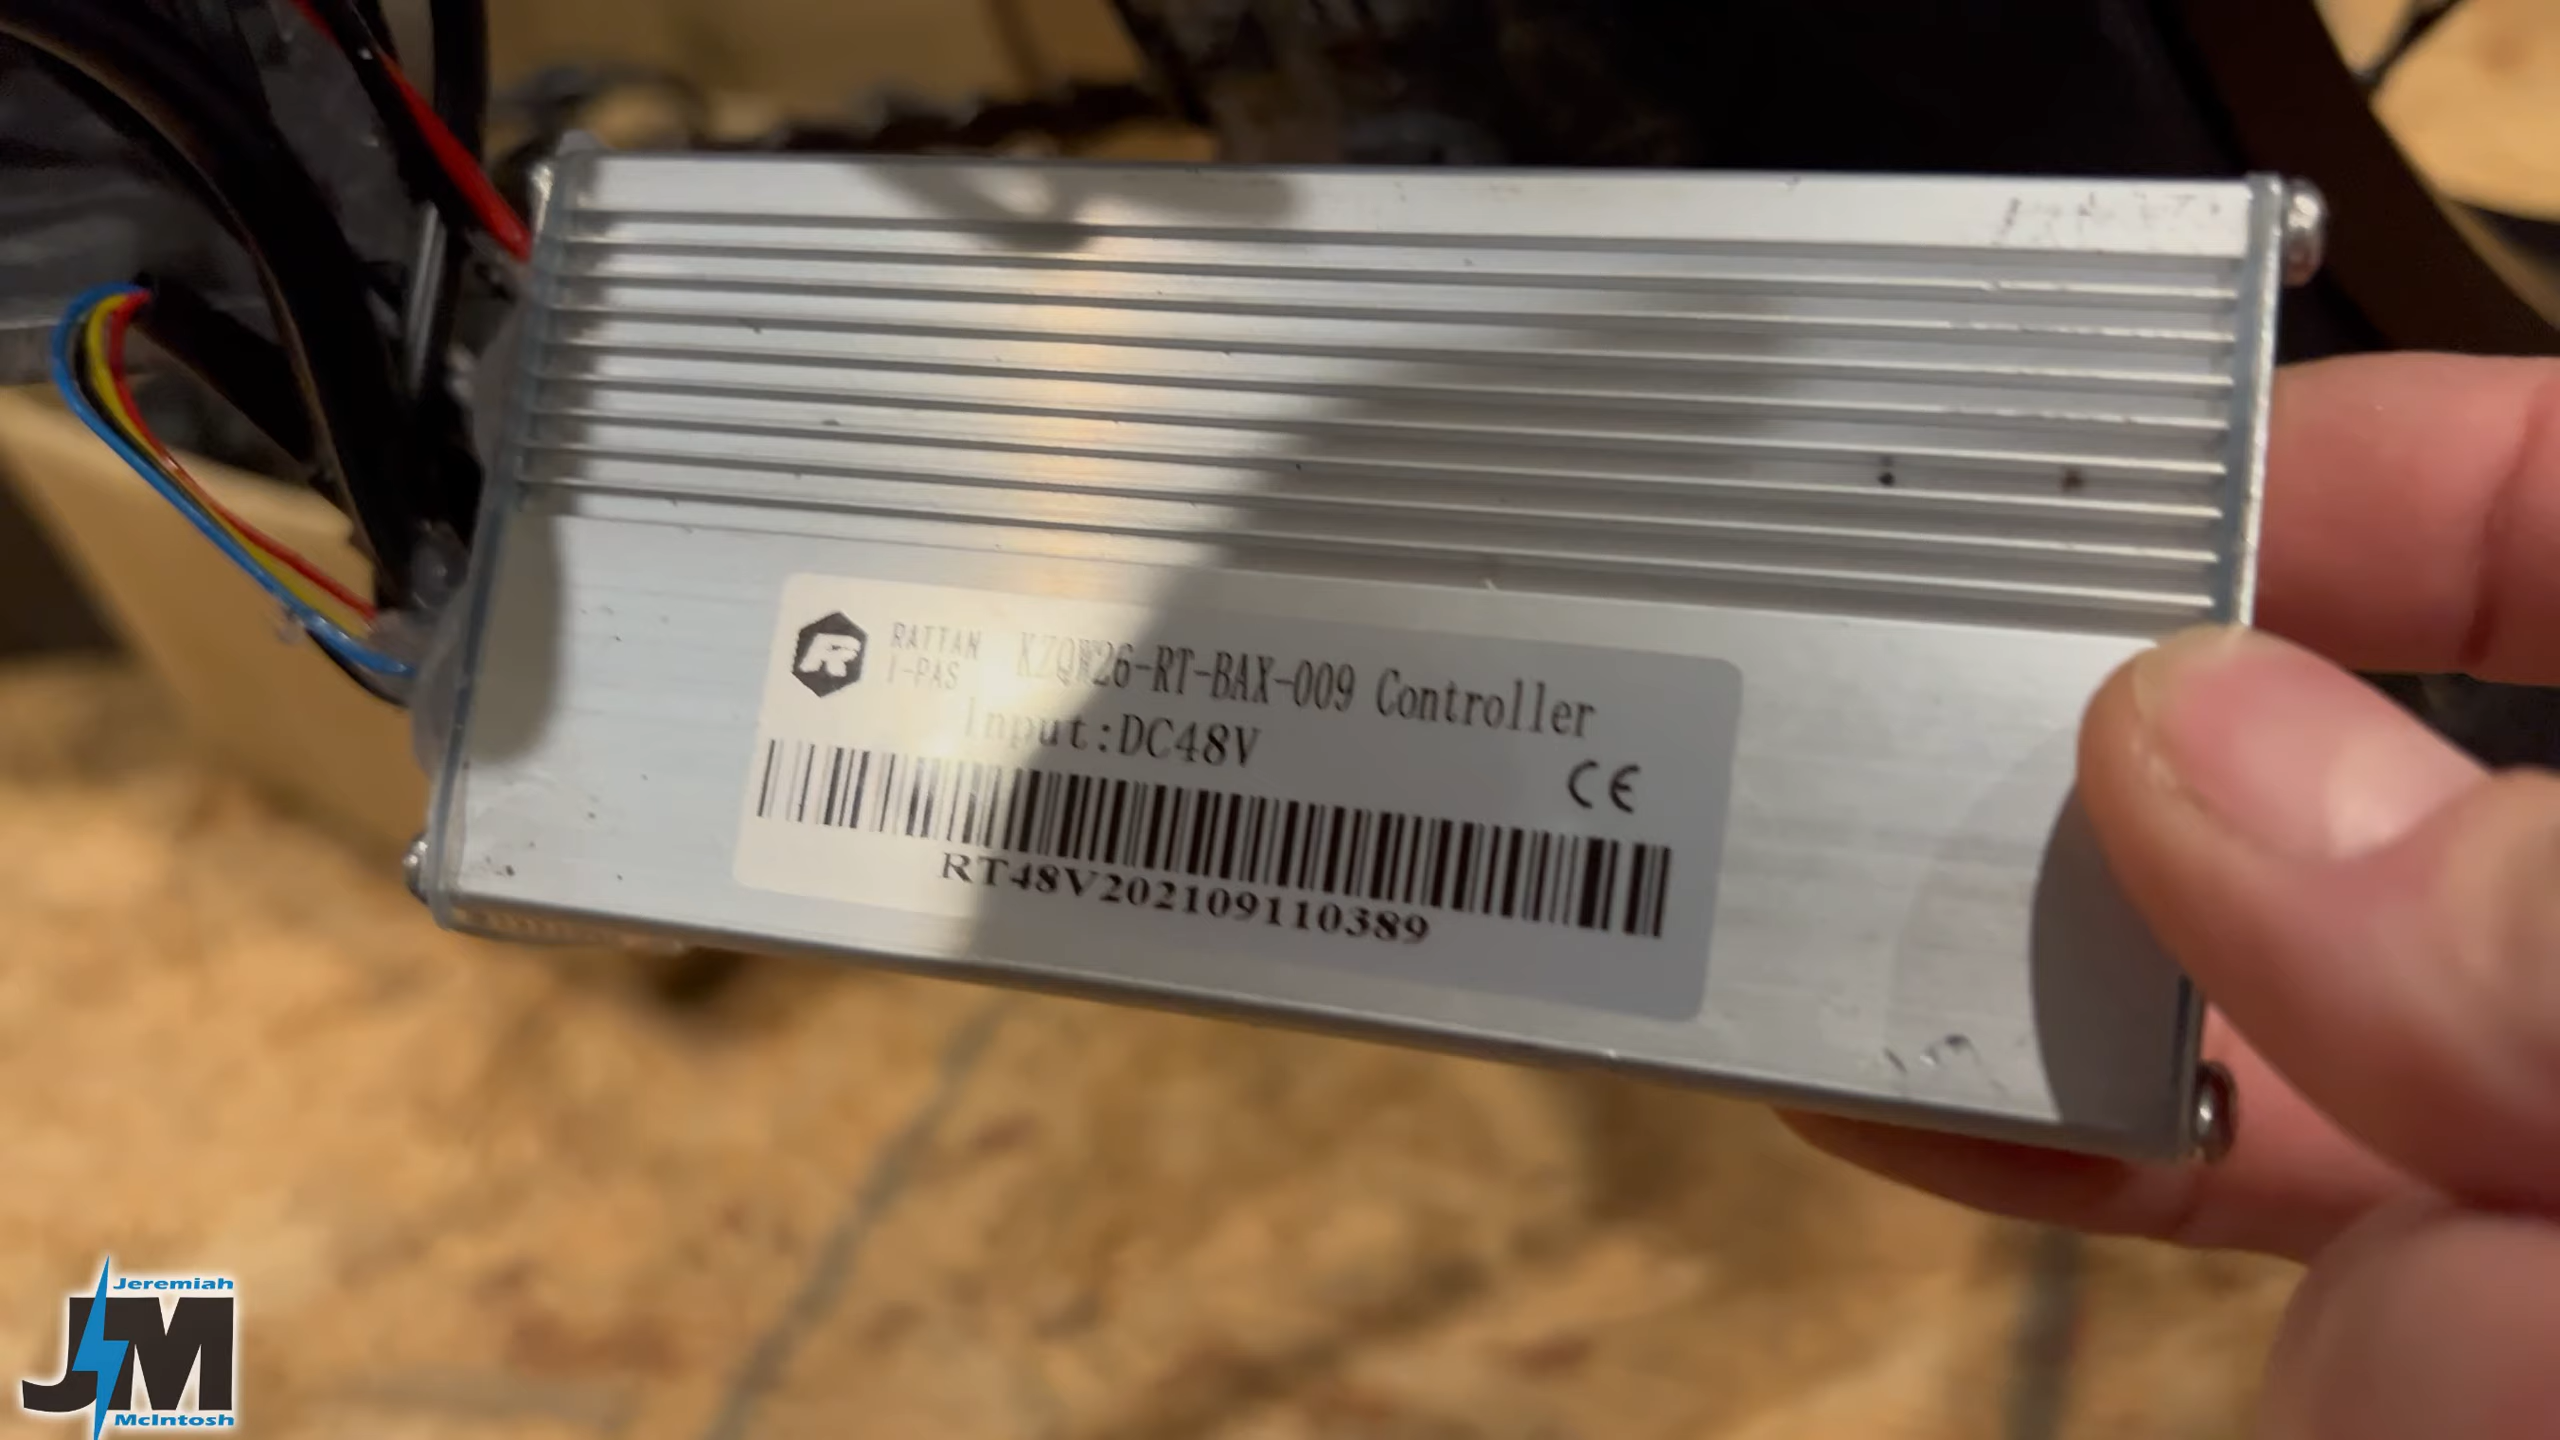 RATTAN KZQW26-RT-BAX-009 Controller
I-PAS
Input:DC48V
CE
RT48V202109110389
Jeremiah
JM
McIntosh